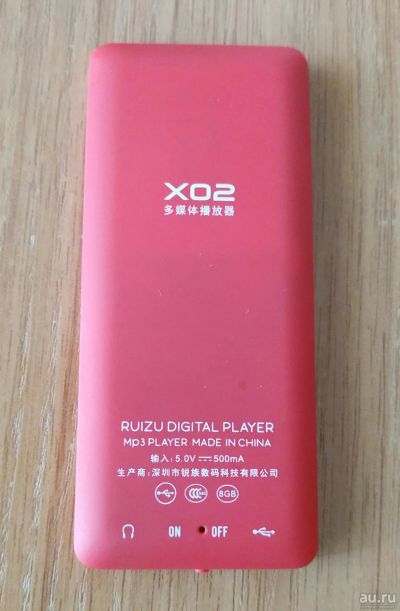 X02
多媒体播放器
RUIZU DIGITAL PLAYER
Mp3 PLAYER MADE IN CHINA
输入: 5.0V⎓500mA
生产商: 深圳市锐族数码科技有限公司
8GB
ON OFF
au.ru